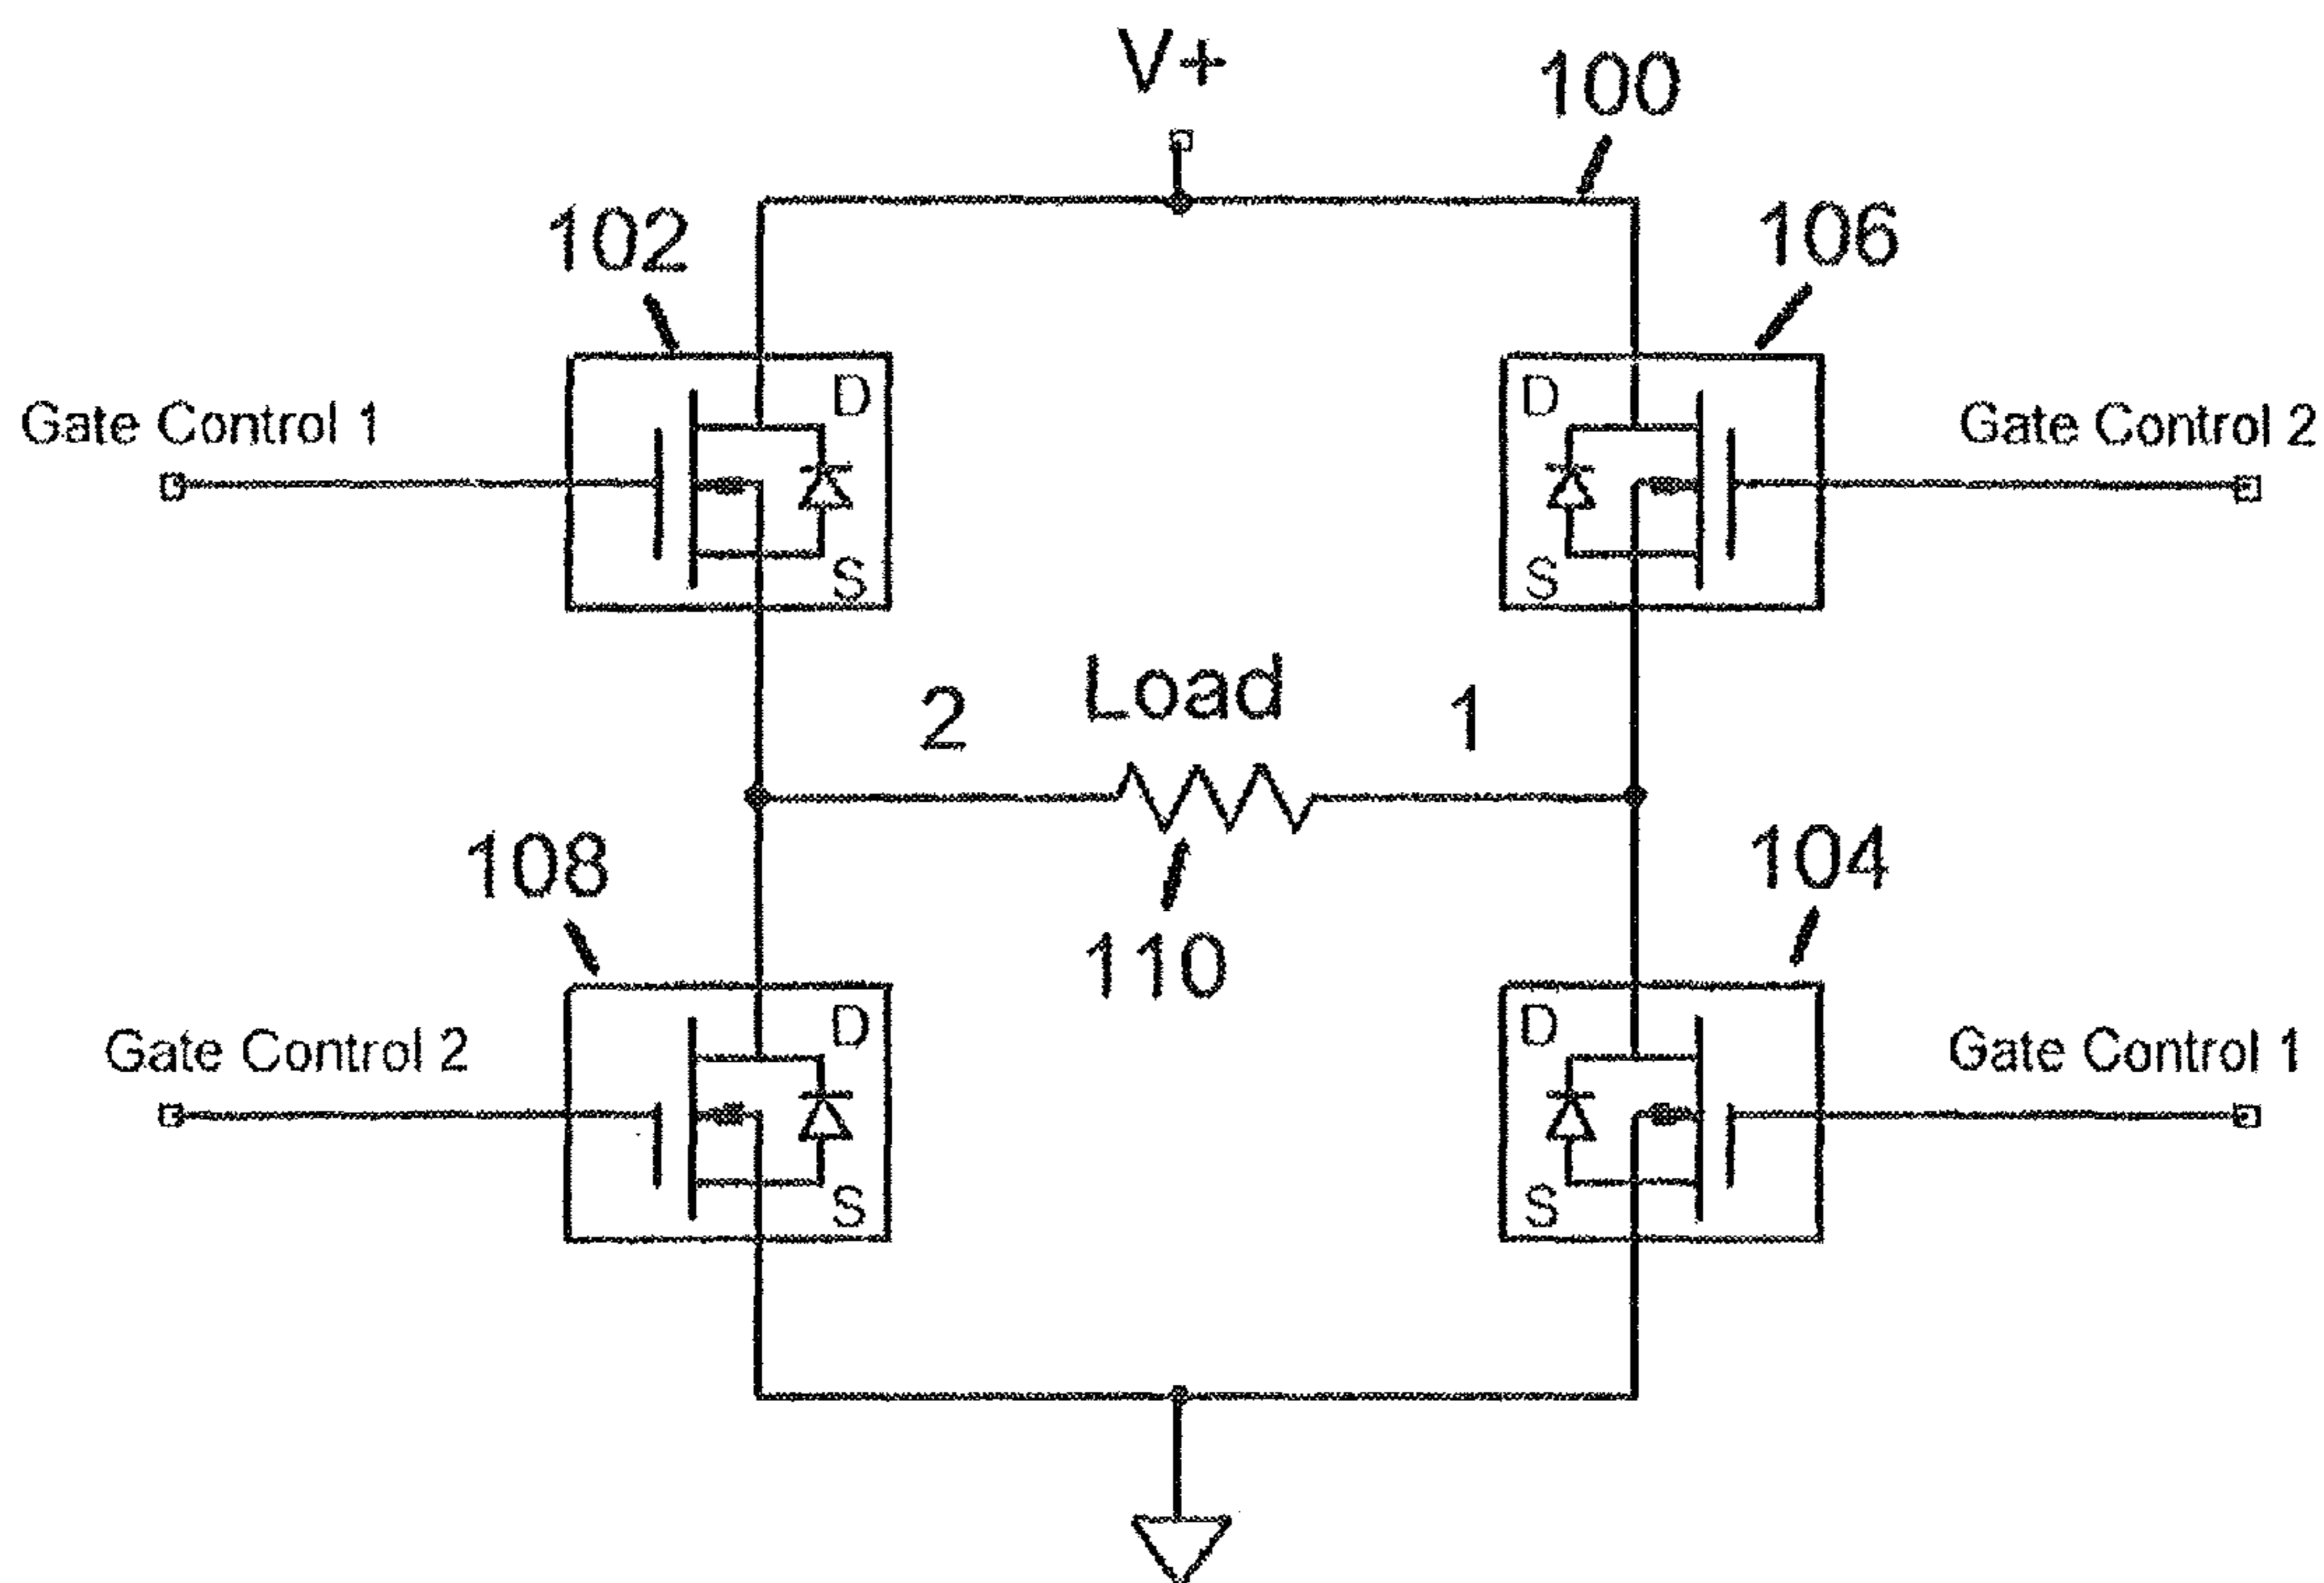 V+
100
102
106
D
D
Gate Control 1
Gate Control 2
S
S
2
Load
1
108
104
110
D
D
Gate Control 2
Gate Control 1
S
S